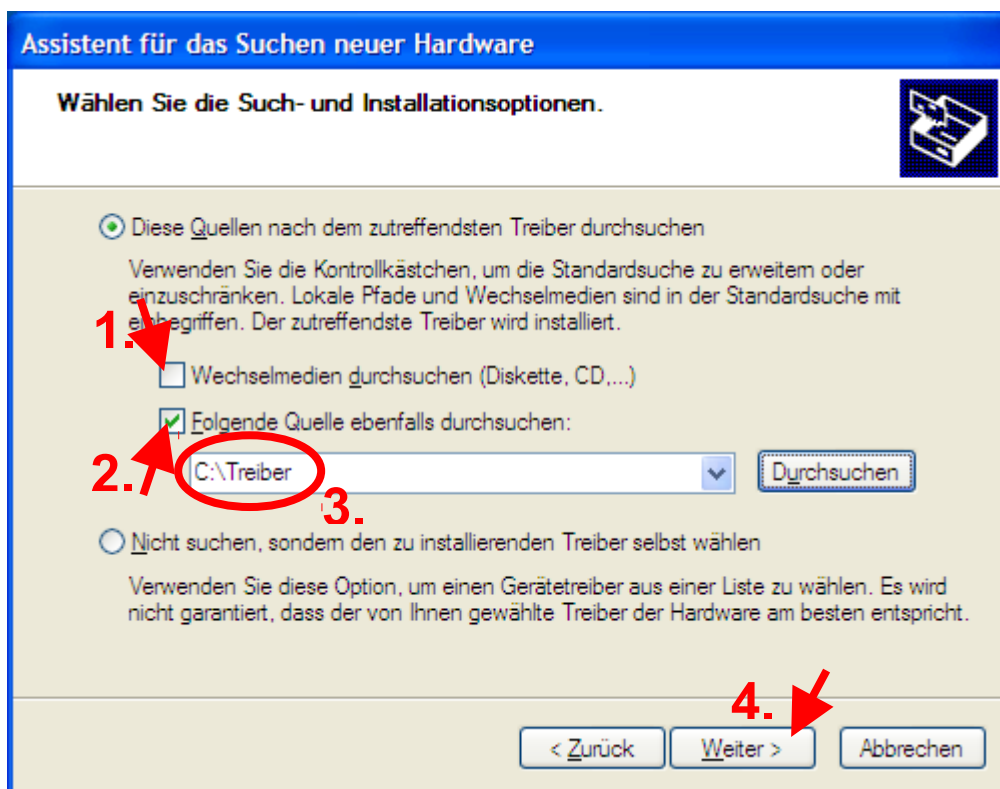 Assistent für das Suchen neuer Hardware
Wählen Sie die Such- und Installationsoptionen.
Diese Quellen nach dem zutreffendsten Treiber durchsuchen
Verwenden Sie die Kontrollkästchen, um die Standardsuche zu erweitern oder
einzuschränken. Lokale Pfade und Wechselmedien sind in der Standardsuche mit
einbegriffen. Der zutreffendste Treiber wird installiert.
1.
Wechselmedien durchsuchen (Diskette, CD,...)
Folgende Quelle ebenfalls durchsuchen:
2.
C:\Treiber
Durchsuchen
3.
Nicht suchen, sondern den zu installierenden Treiber selbst wählen
Verwenden Sie diese Option, um einen Gerätetreiber aus einer Liste zu wählen. Es wird
nicht garantiert, dass der von Ihnen gewählte Treiber der Hardware am besten entspricht.
4.
< Zurück
Weiter >
Abbrechen